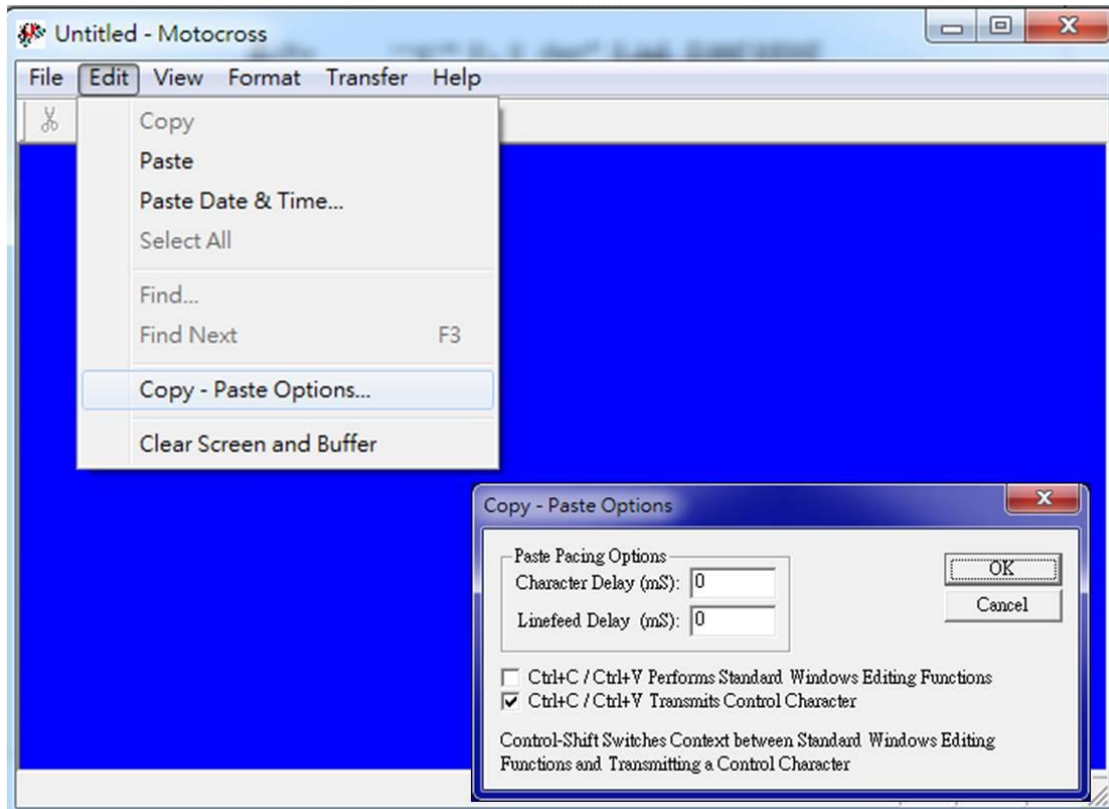 Untitled - Motocross
File Edit View Format Transfer Help
Copy
Paste
Paste Date & Time...
Select All
Find...
Find Next F3
Copy - Paste Options...
Clear Screen and Buffer
Copy - Paste Options
Paste Pacing Options
Character Delay (mS): 0
Linefeed Delay (mS): 0
OK
Cancel
Ctrl+C / Ctrl+V Performs Standard Windows Editing Functions
Ctrl+C / Ctrl+V Transmits Control Character
Control-Shift Switches Context between Standard Windows Editing
Functions and Transmitting a Control Character